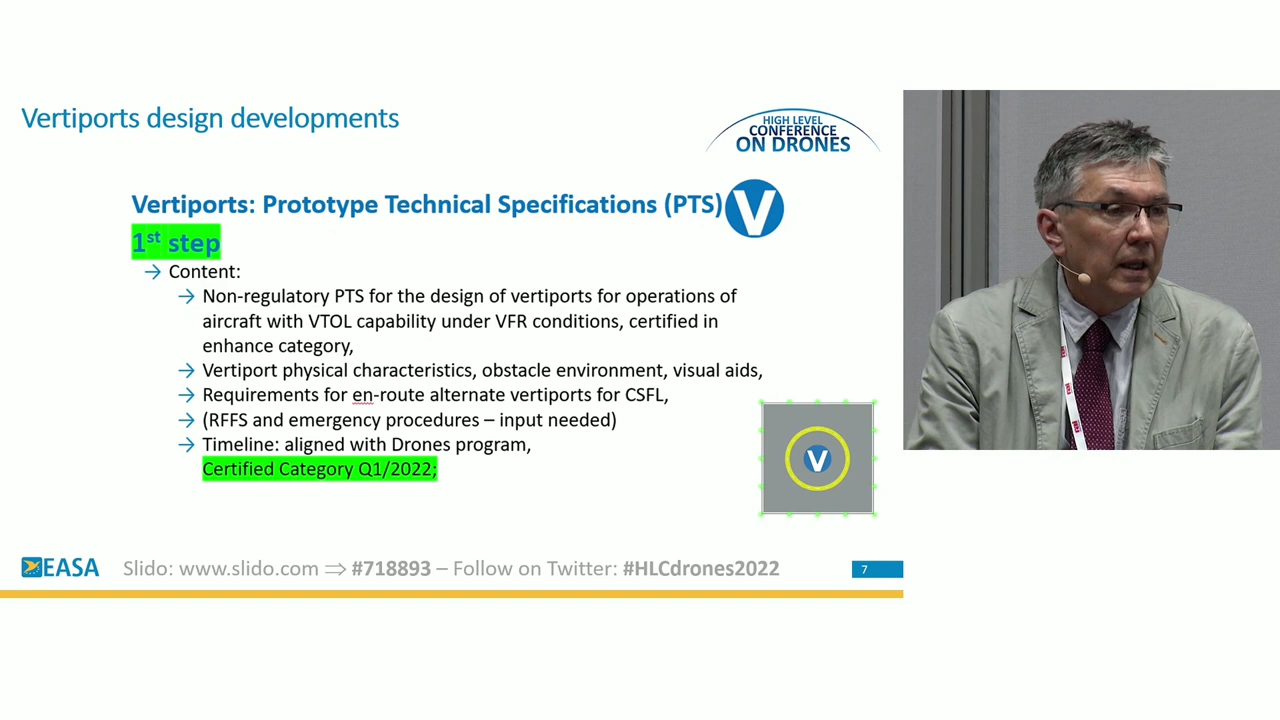 Vertiports design developments
HIGH LEVEL
CONFERENCE
ON DRONES
Vertiports: Prototype Technical Specifications (PTS)
V
1st step
→ Content:
→ Non-regulatory PTS for the design of vertiports for operations of
aircraft with VTOL capability under VFR conditions, certified in
enhance category,
→ Vertiport physical characteristics, obstacle environment, visual aids,
→ Requirements for en-route alternate vertiports for CSFL,
→ (RFFS and emergency procedures – input needed)
→ Timeline: aligned with Drones program,
Certified Category Q1/2022;
V
EASA
Slido: www.slido.com ⇒ #718893 – Follow on Twitter: #HLCdrones2022
7